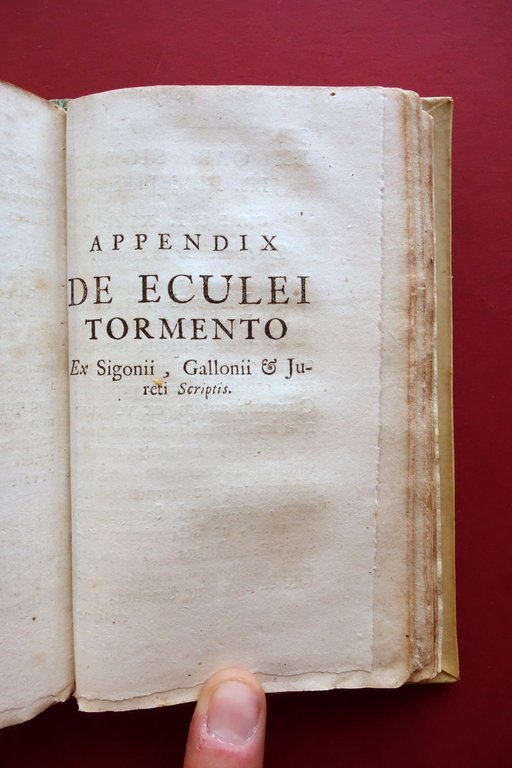 APPENDIX
DE ECULEI
TORMENTO
Ex Sigonii , Gallonii & Ju-
reti Scriptis.